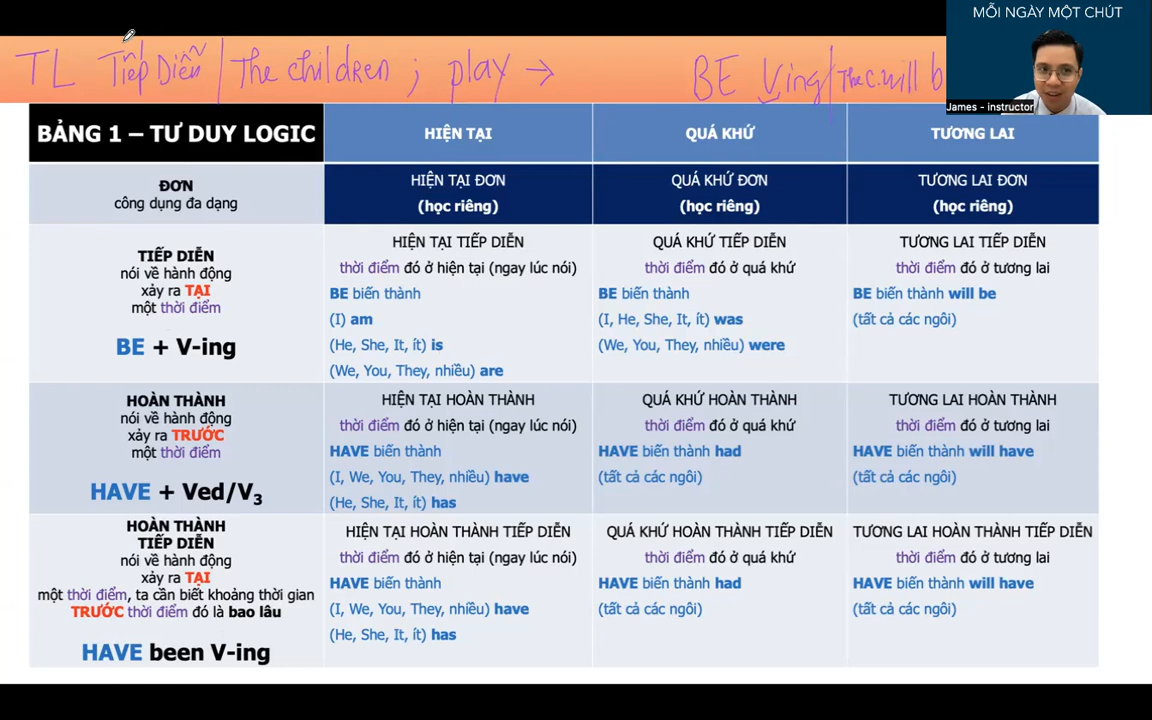 MỖI NGÀY MỘT CHÚT
TL Tiếp Diễn / The children ; play → BE Ving / The C. will b
James - instructor
BẢNG 1 – TƯ DUY LOGIC
HIỆN TẠI
QUÁ KHỨ
TƯƠNG LAI
ĐƠN
công dụng đa dạng
HIỆN TẠI ĐƠN
(học riêng)
QUÁ KHỨ ĐƠN
(học riêng)
TƯƠNG LAI ĐƠN
(học riêng)
TIẾP DIỄN
nói về hành động
xảy ra TẠI
một thời điểm
BE + V-ing
HIỆN TẠI TIẾP DIỄN
thời điểm đó ở hiện tại (ngay lúc nói)
BE biến thành
(I) am
(He, She, It, ít) is
(We, You, They, nhiều) are
QUÁ KHỨ TIẾP DIỄN
thời điểm đó ở quá khứ
BE biến thành
(I, He, She, It, ít) was
(We, You, They, nhiều) were
TƯƠNG LAI TIẾP DIỄN
thời điểm đó ở tương lai
BE biến thành will be
(tất cả các ngôi)
HOÀN THÀNH
nói về hành động
xảy ra TRƯỚC
một thời điểm
HAVE + Ved/V3
HIỆN TẠI HOÀN THÀNH
thời điểm đó ở hiện tại (ngay lúc nói)
HAVE biến thành
(I, We, You, They, nhiều) have
(He, She, It, ít) has
QUÁ KHỨ HOÀN THÀNH
thời điểm đó ở quá khứ
HAVE biến thành had
(tất cả các ngôi)
TƯƠNG LAI HOÀN THÀNH
thời điểm đó ở tương lai
HAVE biến thành will have
(tất cả các ngôi)
HOÀN THÀNH
TIẾP DIỄN
nói về hành động
xảy ra TẠI
một thời điểm, ta cần biết khoảng thời gian
TRƯỚC thời điểm đó là bao lâu
HAVE been V-ing
HIỆN TẠI HOÀN THÀNH TIẾP DIỄN
thời điểm đó ở hiện tại (ngay lúc nói)
HAVE biến thành
(I, We, You, They, nhiều) have
(He, She, It, ít) has
QUÁ KHỨ HOÀN THÀNH TIẾP DIỄN
thời điểm đó ở quá khứ
HAVE biến thành had
(tất cả các ngôi)
TƯƠNG LAI HOÀN THÀNH TIẾP DIỄN
thời điểm đó ở tương lai
HAVE biến thành will have
(tất cả các ngôi)